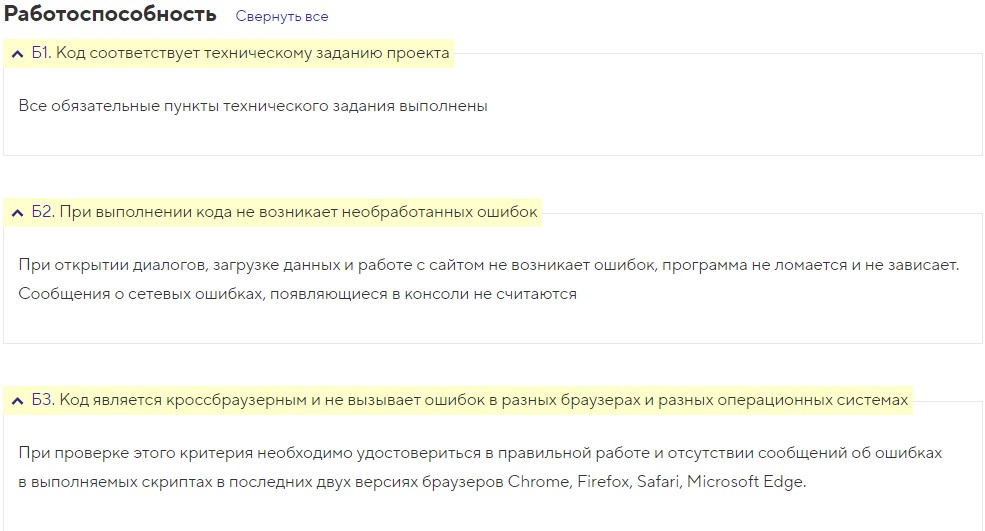 Работоспособность Свернуть все
Б1. Код соответствует техническому заданию проекта
Все обязательные пункты технического задания выполнены
Б2. При выполнении кода не возникает необработанных ошибок
При открытии диалогов, загрузке данных и работе с сайтом не возникает ошибок, программа не ломается и не зависает.
Сообщения о сетевых ошибках, появляющиеся в консоли не считаются
Б3. Код является кроссбраузерным и не вызывает ошибок в разных браузерах и разных операционных системах
При проверке этого критерия необходимо удостовериться в правильной работе и отсутствии сообщений об ошибках
в выполняемых скриптах в последних двух версиях браузеров Chrome, Firefox, Safari, Microsoft Edge.